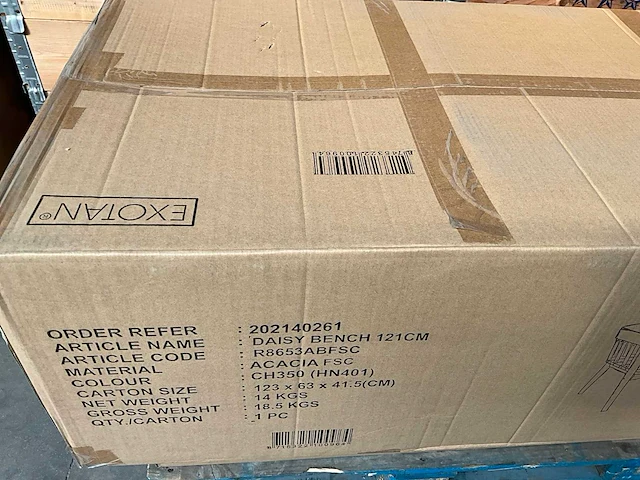 EXOTAN®
ORDER REFER : 202140261
ARTICLE NAME : DAISY BENCH 121CM
ARTICLE CODE : R8653ABFSC
MATERIAL : ACACIA FSC
COLOUR : CH350 (HN401)
CARTON SIZE : 123 x 63 x 41.5(CM)
NET WEIGHT : 14 KGS
GROSS WEIGHT : 18.5 KGS
QTY./CARTON : 1 PC